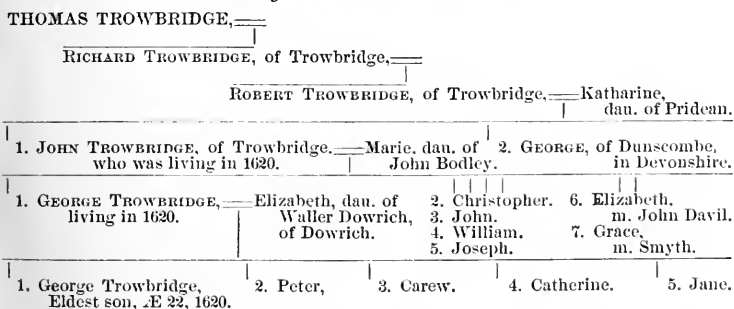 THOMAS TROWBRIDGE,
RICHARD TROWBRIDGE, of Trowbridge,
ROBERT TROWBRIDGE, of Trowbridge, Katharine,
dau. of Pridean.
1. JOHN TROWBRIDGE, of Trowbridge. Marie, dau. of 2. GEORGE, of Dunscombe,
who was living in 1620. John Bodley. in Devonshire.
1. GEORGE TROWBRIDGE, Elizabeth, dau. of 2. Christopher. 6. Elizabeth.
living in 1620. Waller Dowrich, 3. John. m. John Davil.
of Dowrich. 4. William. 7. Grace,
5. Joseph. m. Smyth.
1. George Trowbridge, 2. Peter, 3. Carew. 4. Catherine. 5. Jane.
Eldest son, Æ 22, 1620.